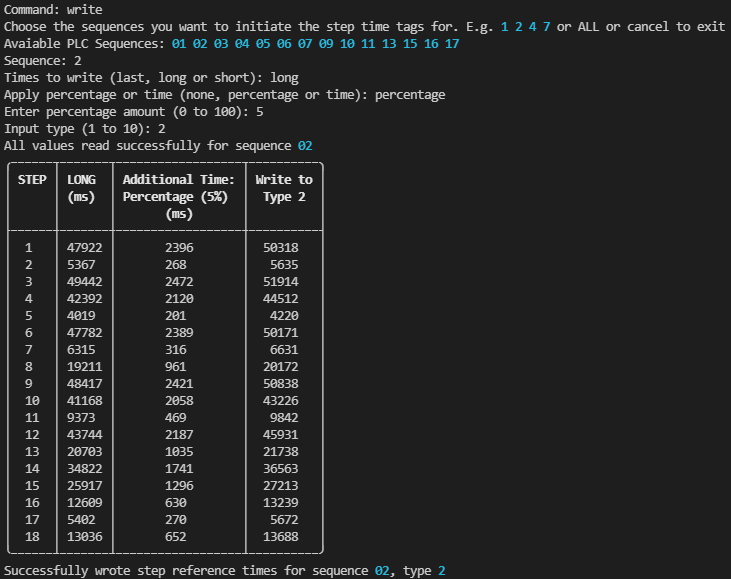 Command: write
Choose the sequences you want to initiate the step time tags for. E.g. 1 2 4 7 or ALL or cancel to exit
Avaiable PLC Sequences: 01 02 03 04 05 06 07 09 10 11 13 15 16 17
Sequence: 2
Times to write (last, long or short): long
Apply percentage or time (none, percentage or time): percentage
Enter percentage amount (0 to 100): 5
Input type (1 to 10): 2
All values read successfully for sequence 02
STEP LONG Additional Time: Write to
(ms) Percentage (5%) Type 2
(ms)
1 47922 2396 50318
2 5367 268 5635
3 49442 2472 51914
4 42392 2120 44512
5 4019 201 4220
6 47782 2389 50171
7 6315 316 6631
8 19211 961 20172
9 48417 2421 50838
10 41168 2058 43226
11 9373 469 9842
12 43744 2187 45931
13 20703 1035 21738
14 34822 1741 36563
15 25917 1296 27213
16 12609 630 13239
17 5402 270 5672
18 13036 652 13688
Successfully wrote step reference times for sequence 02, type 2